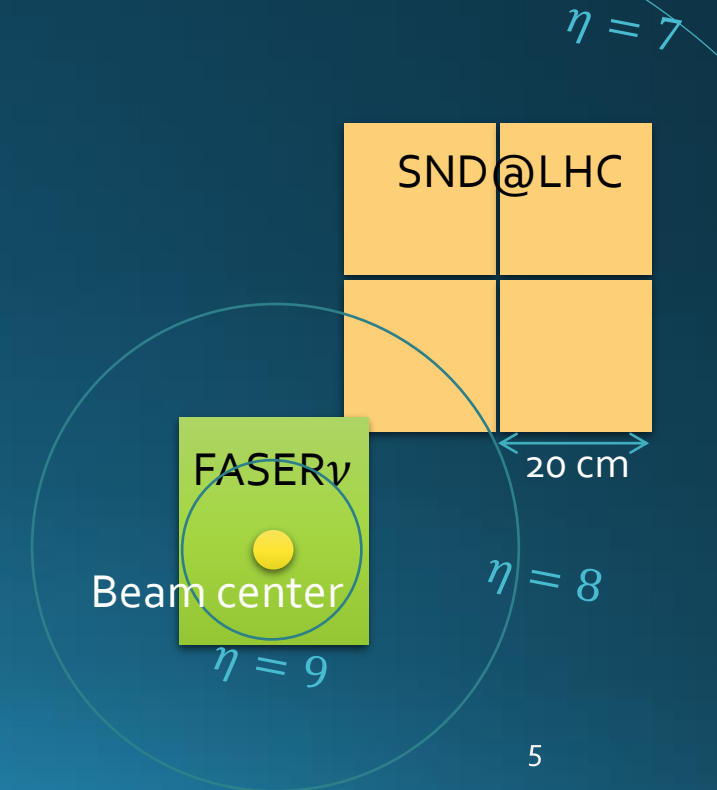 η = 7
SND@LHC
FASERν
20 cm
Beam center
η = 8
η = 9
5